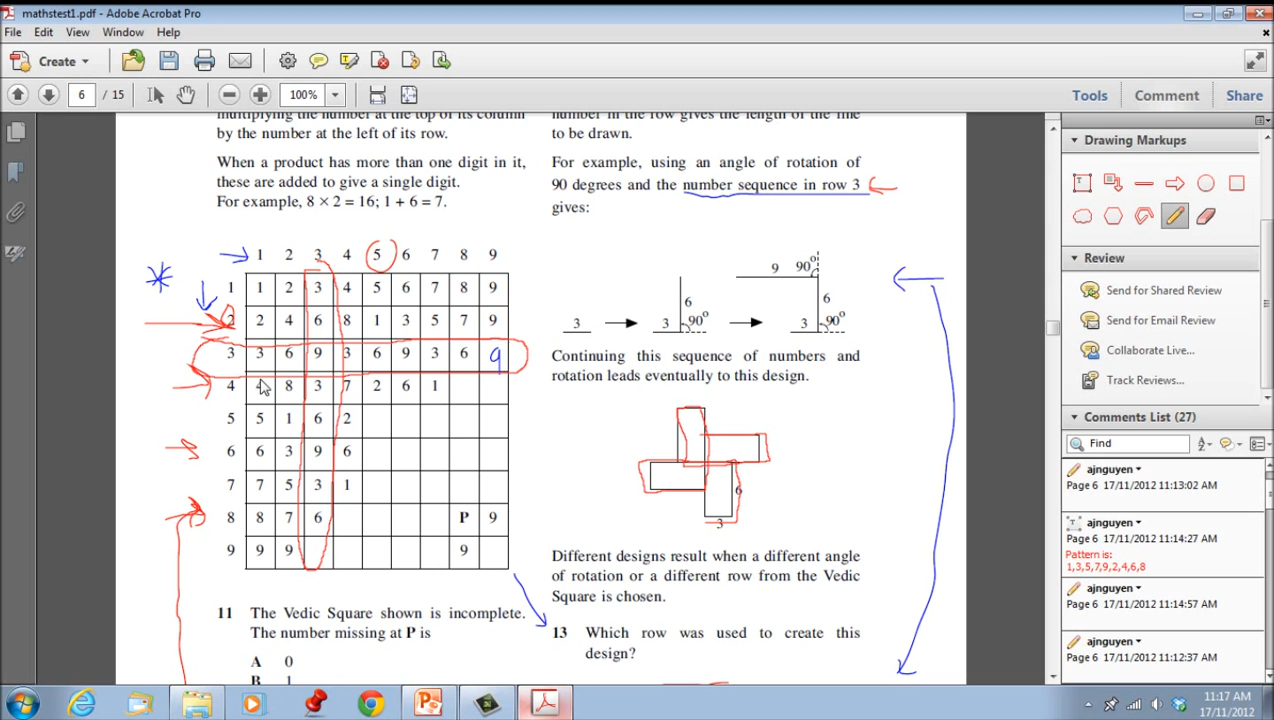 mathstest1.pdf - Adobe Acrobat Pro
File Edit View Window Help
Create
6 / 15 100% Tools Comment Share
multiplying the number at the top of its column
by the number at the left of its row.
When a product has more than one digit in it,
these are added to give a single digit.
For example, 8 × 2 = 16; 1 + 6 = 7.
1 2 3 4 5 6 7 8 9
1 1 2 3 4 5 6 7 8 9
2 2 4 6 8 1 3 5 7 9
3 3 6 9 3 6 9 3 6 9
4 4 8 3 7 2 6 1
5 5 1 6 2
6 6 3 9 6
7 7 5 3 1
8 8 7 6 P 9
9 9 9 9
11 The Vedic Square shown is incomplete.
The number missing at P is
A 0
B 1
number in the row gives the length of the line
to be drawn.
For example, using an angle of rotation of
90 degrees and the number sequence in row 3
gives:
3
3 6 90°
3 90° 6 9 90°
Continuing this sequence of numbers and
rotation leads eventually to this design.
6
3
Different designs result when a different angle
of rotation or a different row from the Vedic
Square is chosen.
13 Which row was used to create this
design?
Drawing Markups
Review
Send for Shared Review
Send for Email Review
Collaborate Live...
Track Reviews...
Comments List (27)
Find
ajnguyen
Page 6 17/11/2012 11:13:02 AM
ajnguyen
Page 6 17/11/2012 11:14:27 AM
Pattern is:
1,3,5,7,9,2,4,6,8
ajnguyen
Page 6 17/11/2012 11:14:57 AM
ajnguyen
Page 6 17/11/2012 11:12:37 AM
11:17 AM
17/11/2012